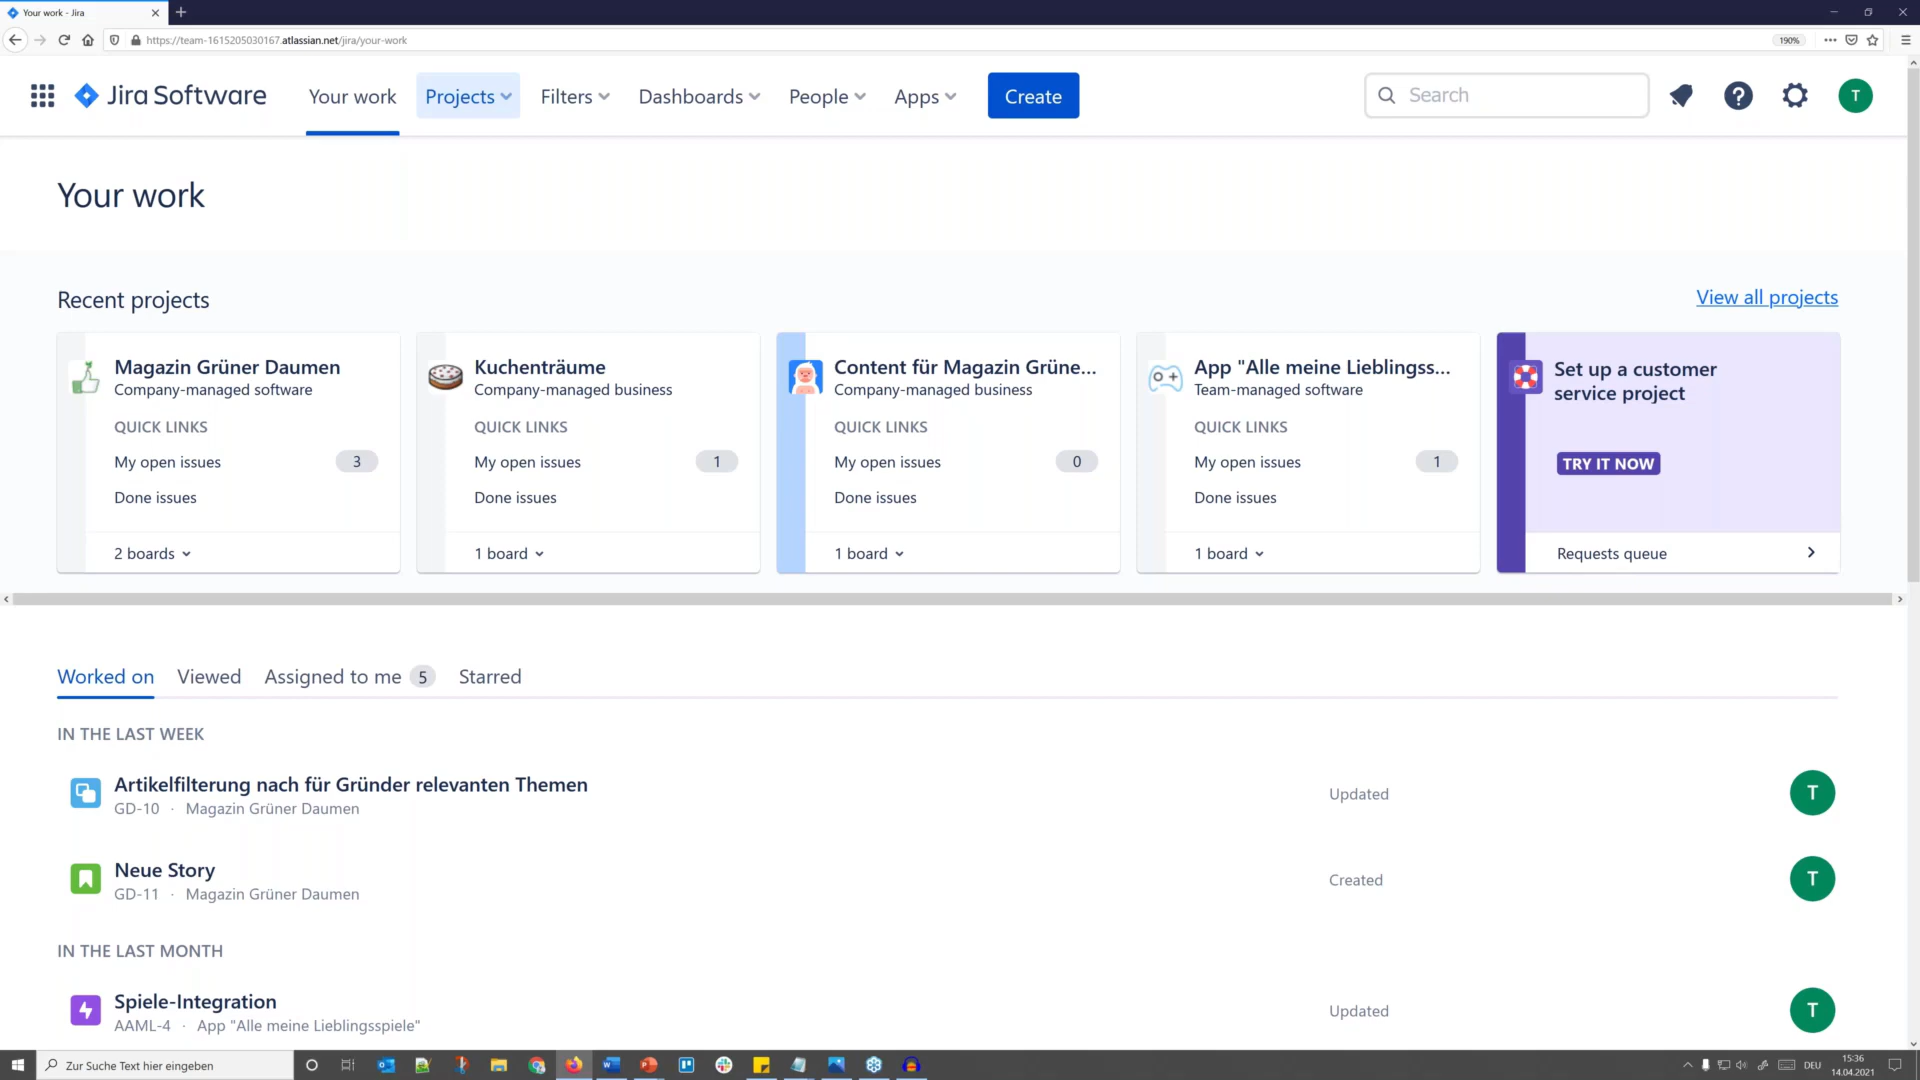 Your work - Jira
https://team-1615205030167.atlassian.net/jira/your-work
190%
Jira Software
Your work
Projects
Filters
Dashboards
People
Apps
Create
Search
T
Your work
Recent projects
View all projects
Magazin Grüner Daumen
Company-managed software
QUICK LINKS
My open issues
3
Done issues
2 boards
Kuchenträume
Company-managed business
QUICK LINKS
My open issues
1
Done issues
1 board
Content für Magazin Grüne...
Company-managed business
QUICK LINKS
My open issues
0
Done issues
1 board
App "Alle meine Lieblingss...
Team-managed software
QUICK LINKS
My open issues
1
Done issues
1 board
Set up a customer
service project
TRY IT NOW
Requests queue
Worked on
Viewed
Assigned to me 5
Starred
IN THE LAST WEEK
Artikelfilterung nach für Gründer relevanten Themen
GD-10 · Magazin Grüner Daumen
Updated
T
Neue Story
GD-11 · Magazin Grüner Daumen
Created
T
IN THE LAST MONTH
Spiele-Integration
AAML-4 · App "Alle meine Lieblingsspiele"
Updated
T
Zur Suche Text hier eingeben
DEU
15:36
14.04.2021